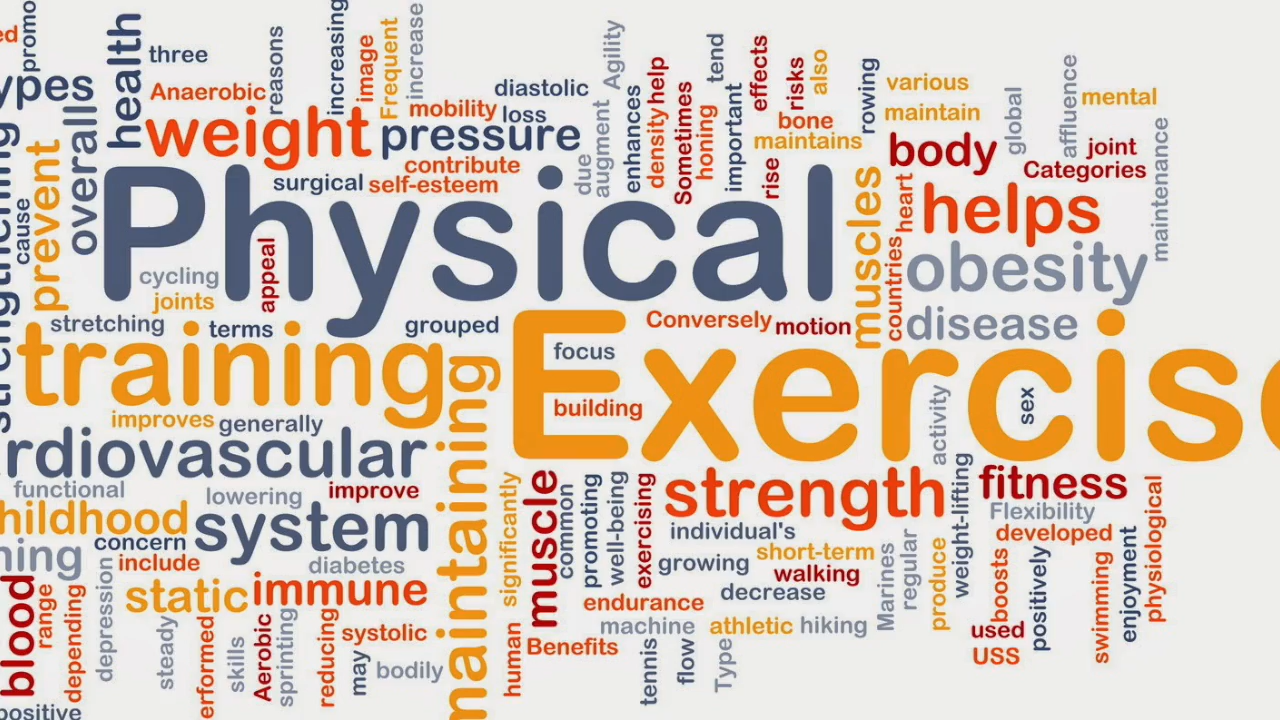 ed
promo
health
three
reasons
increasing
image
Frequent
increase
ypes
Anaerobic
mobility
diastolic
loss
Agility
weight
pressure
overall
contribute
surgical
self-esteem
due
augment
enhances
density
help
Sometimes
honing
tend
important
effects
rise
risks
also
bone
maintains
rowing
various
maintain
global
affluence
mental
body
joint
Categories
maintenance
heart
helps
muscles
countries
obesity
disease
strengthening
cause
prevent
Physical
cycling
joints
appeal
stretching
terms
grouped
Conversely
motion
training
focus
building
Exercise
sex
improves
generally
maintaining
activity
rdiovascular
functional
lowering
improve
hildhood
system
concern
include
diabetes
ning
static
immune
significantly
muscle
common
promoting
well-being
exercising
strength
individual's
growing
short-term
walking
decrease
endurance
machine
athletic
hiking
Marines
regular
produce
weight-lifting
fitness
Flexibility
developed
boosts
positively
swimming
enjoyment
physiological
used
USS
blood
range
depending
depression
steady
erformed
skills
Aerobic
sprinting
reducing
systolic
may
bodily
human
Benefits
tennis
flow
Type
positive